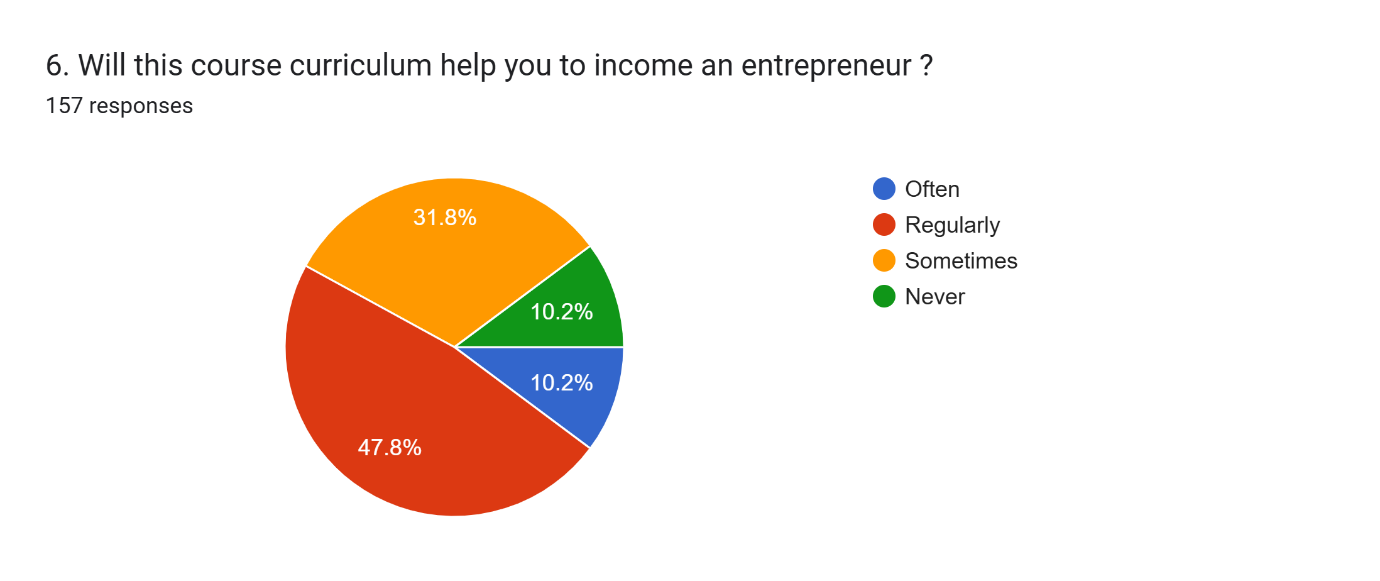 6. Will this course curriculum help you to income an entrepreneur ?
157 responses
31.8%
10.2%
10.2%
47.8%
Often
Regularly
Sometimes
Never